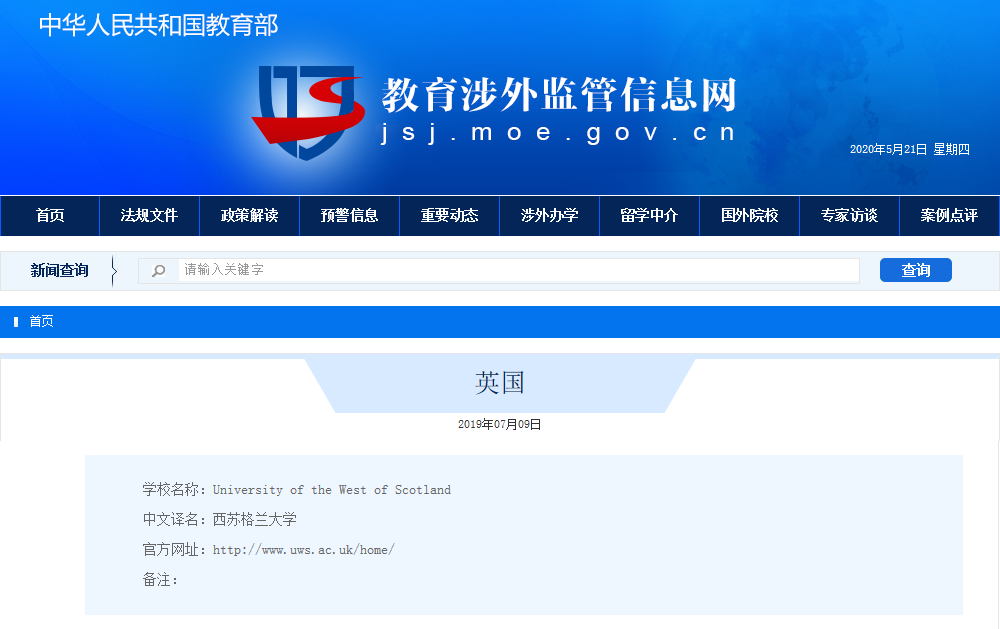 中华人民共和国教育部
教育涉外监管信息网
jsj.moe.gov.cn
2020年5月21日 星期四
首页 法规文件 政策解读 预警信息 重要动态 涉外办学 留学中介 国外院校 专家访谈 案例点评
新闻查询 请输入关键字 查询
首页
英国
2019年07月09日
学校名称：University of the West of Scotland
中文译名：西苏格兰大学
官方网址：http://www.uws.ac.uk/home/
备注：